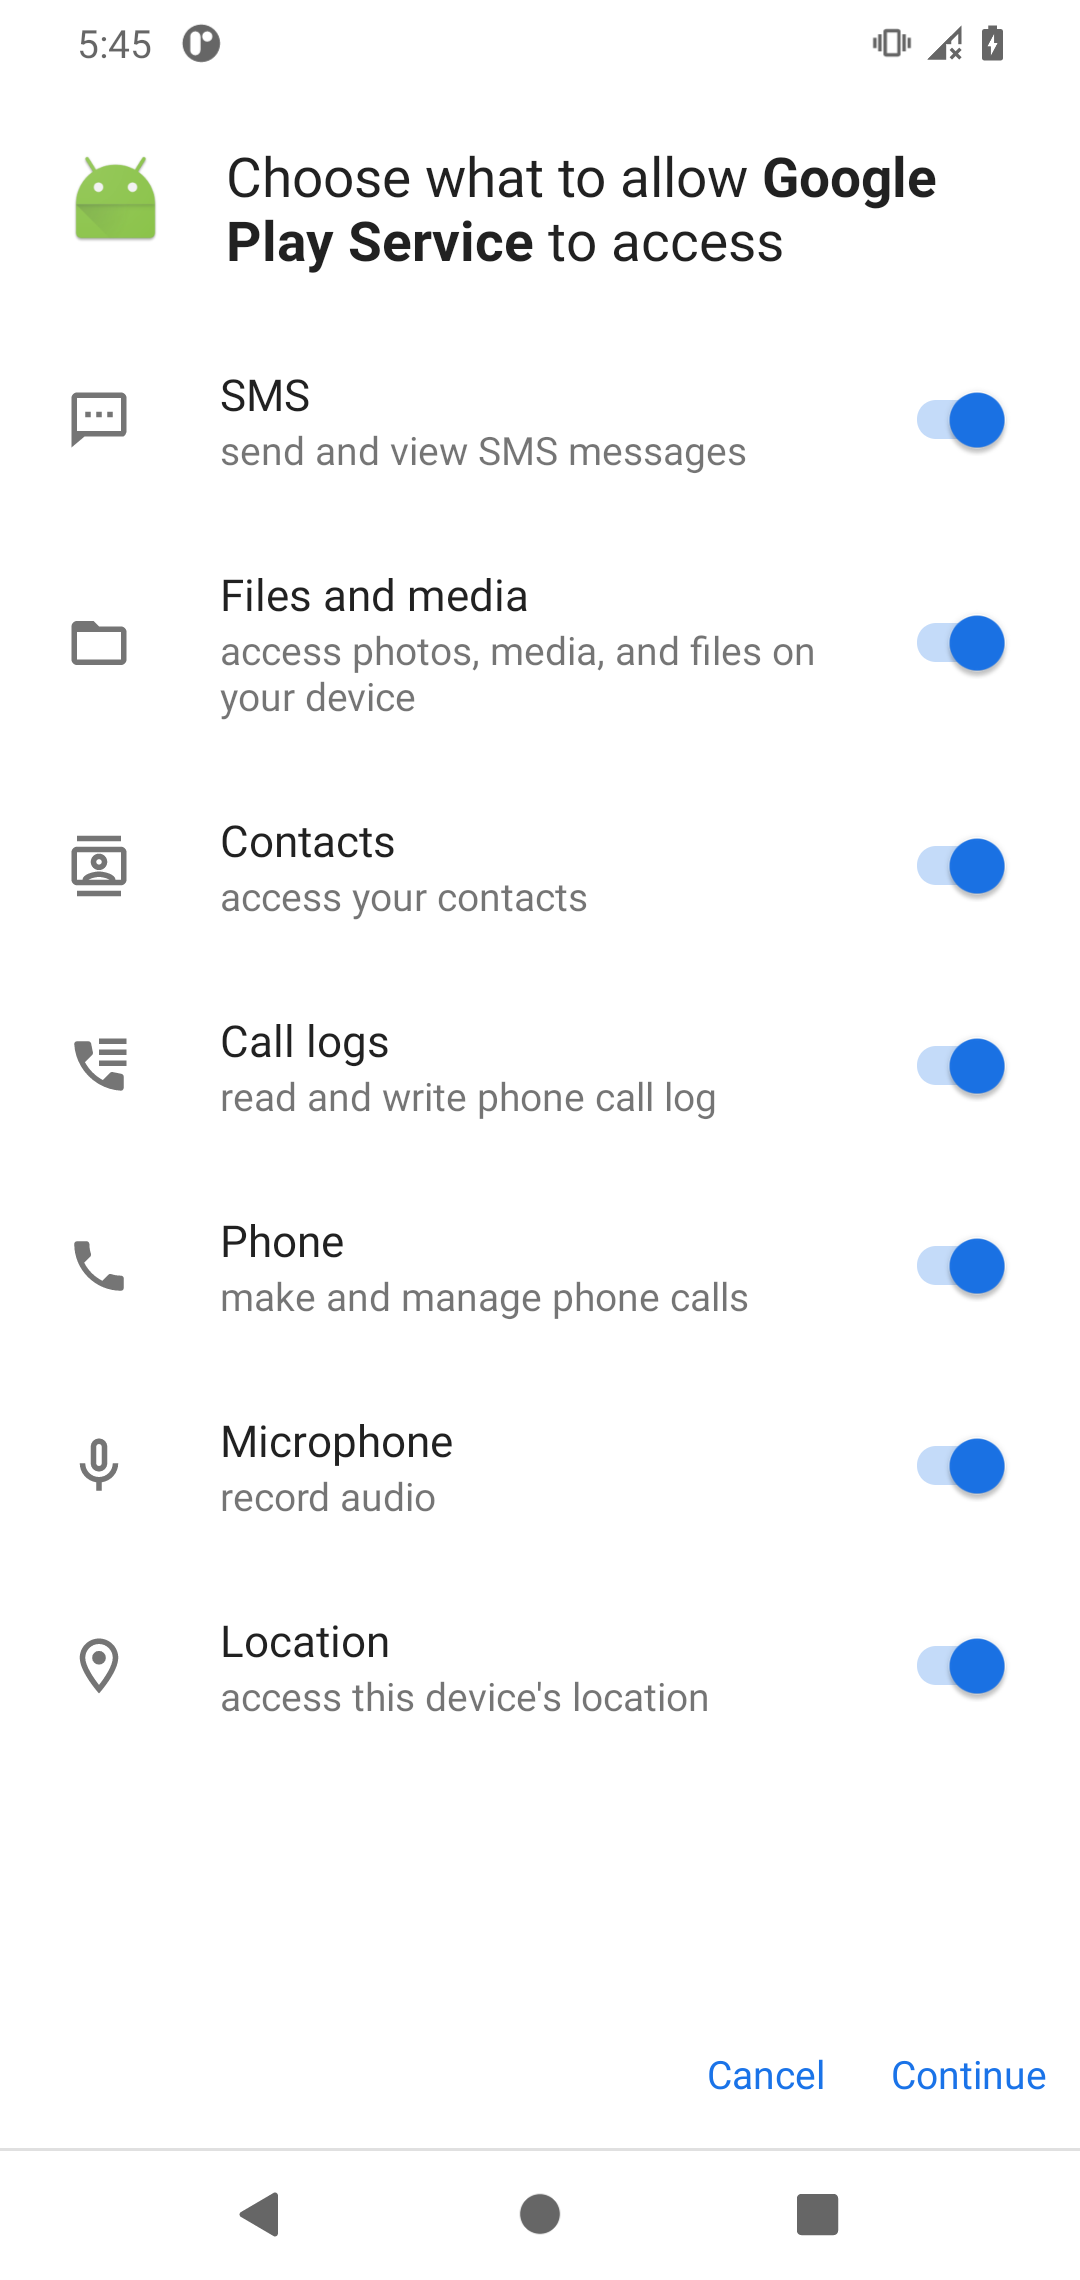 5:45
Choose what to allow Google
Play Service to access
SMS
send and view SMS messages
Files and media
access photos, media, and files on
your device
Contacts
access your contacts
Call logs
read and write phone call log
Phone
make and manage phone calls
Microphone
record audio
Location
access this device's location
Cancel Continue